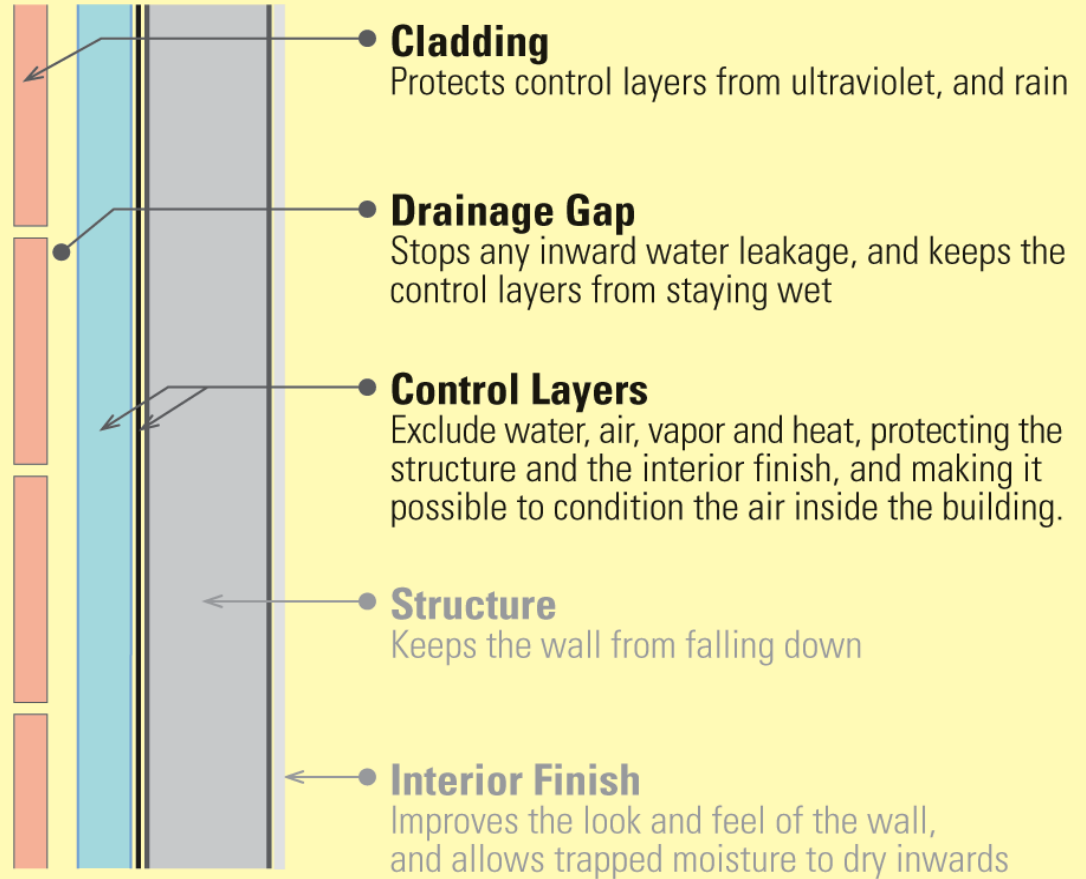 Cladding
Protects control layers from ultraviolet, and rain
Drainage Gap
Stops any inward water leakage, and keeps the
control layers from staying wet
Control Layers
Exclude water, air, vapor and heat, protecting the
structure and the interior finish, and making it
possible to condition the air inside the building.
Structure
Keeps the wall from falling down
Interior Finish
Improves the look and feel of the wall,
and allows trapped moisture to dry inwards